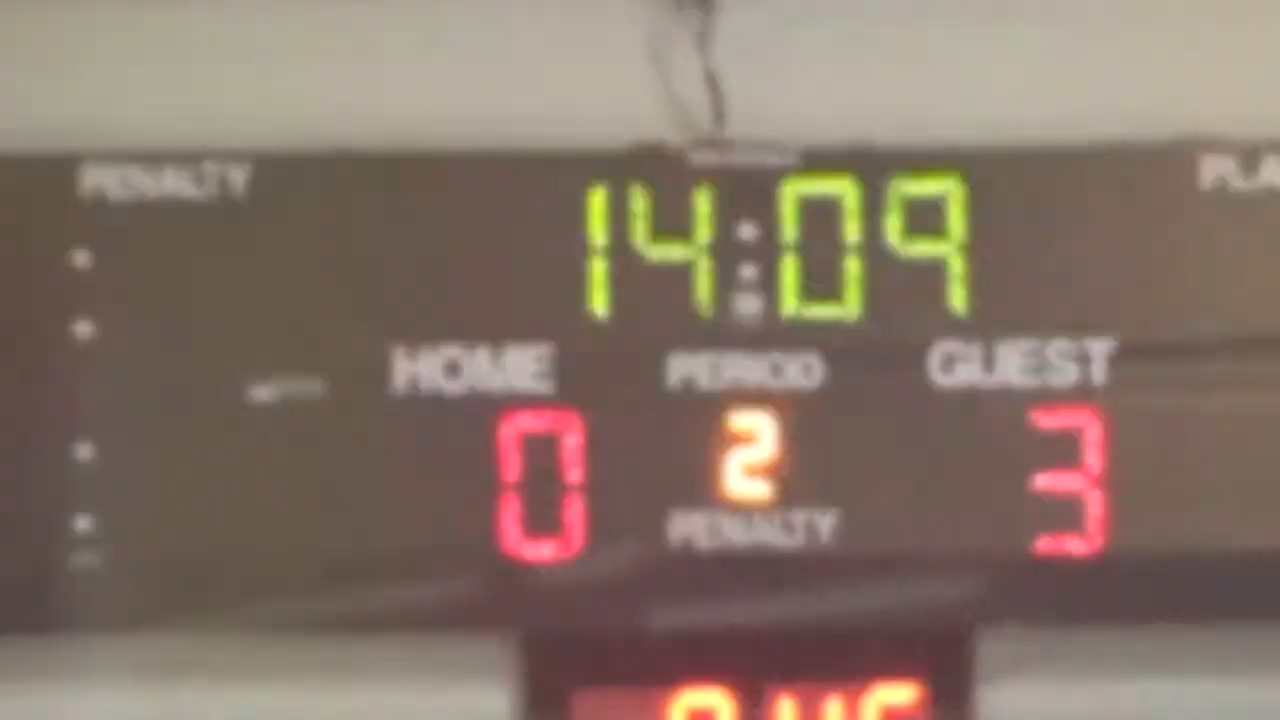 PENALTY
14:09
HOME PERIOD GUEST
0 2 3
PENALTY